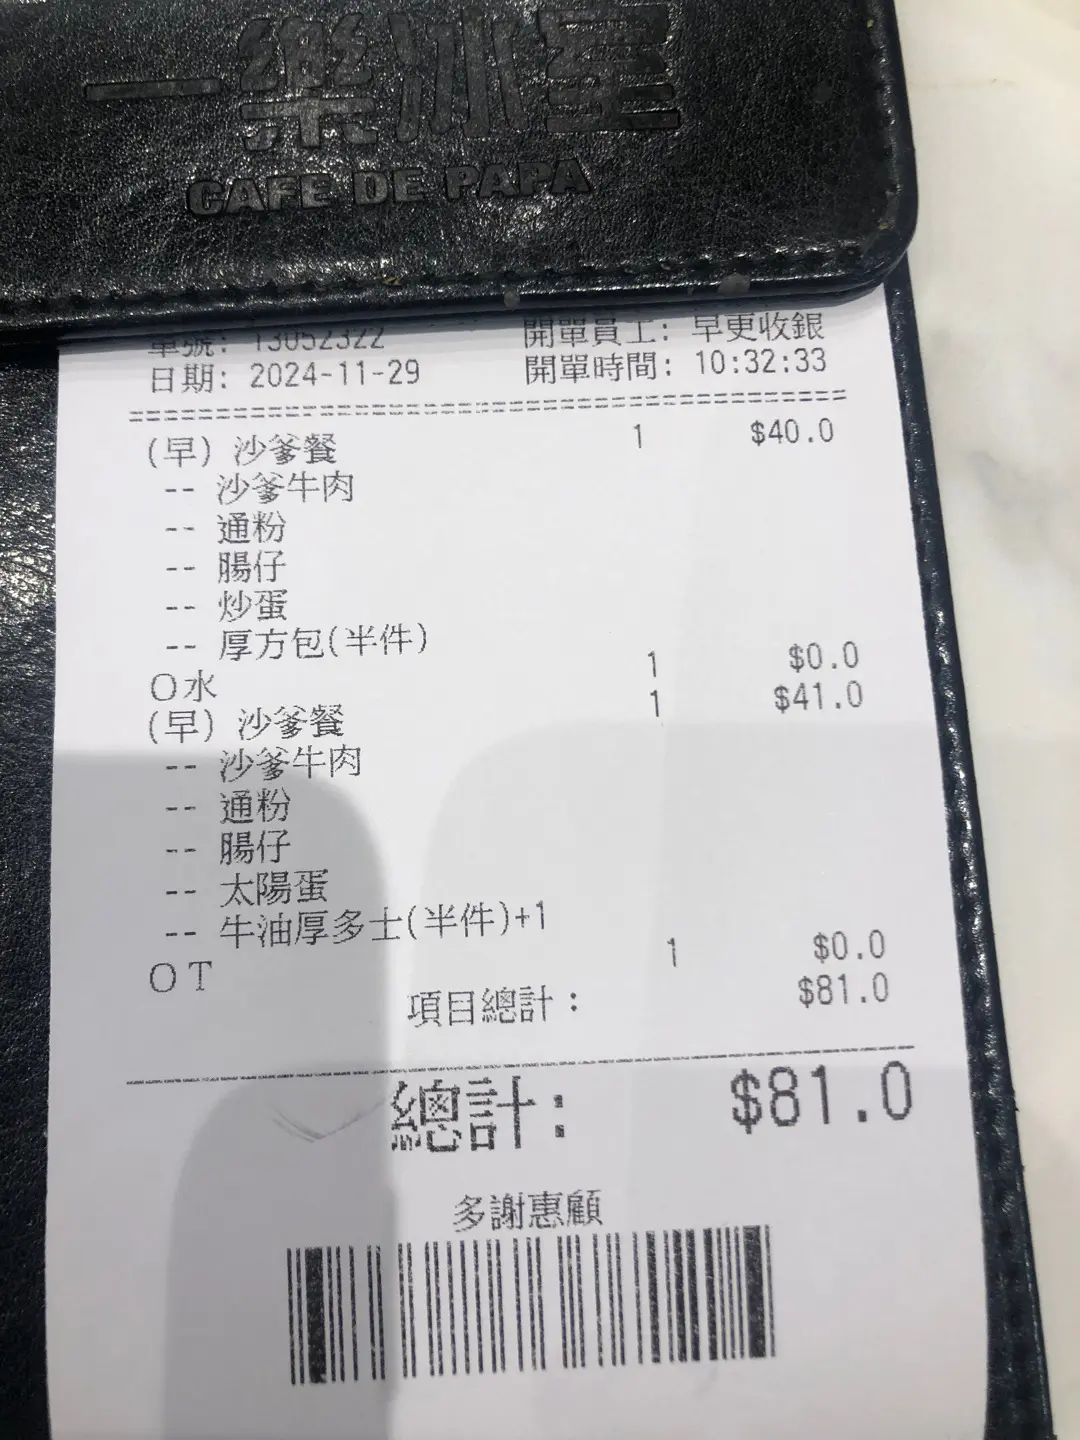 一樂冰室
CAFE DE PAPA
單號: 13052322 開單員工: 早更收銀
日期: 2024-11-29 開單時間: 10:32:33
(早) 沙爹餐 1 $40.0
-- 沙爹牛肉
-- 通粉
-- 腸仔
-- 炒蛋
-- 厚方包(半件)
O水 1 $0.0
(早) 沙爹餐 1 $41.0
-- 沙爹牛肉
-- 通粉
-- 腸仔
-- 太陽蛋
-- 牛油厚多士(半件)+1
OT 1 $0.0
項目總計: $81.0
總計: $81.0
多謝惠顧